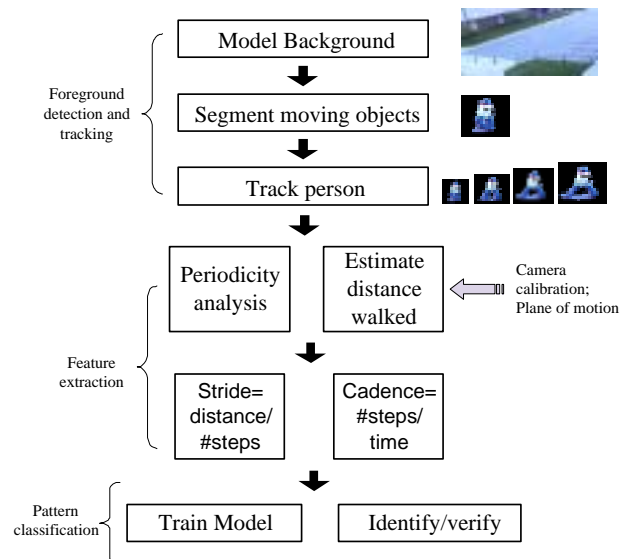 Model Background
Foreground
detection and
tracking
Segment moving objects
Track person
Periodicity
analysis
Estimate
distance
walked
Camera
calibration;
Plane of motion
Feature
extraction
Stride=
distance/
#steps
Cadence=
#steps/
time
Pattern
classification
Train Model
Identify/verify